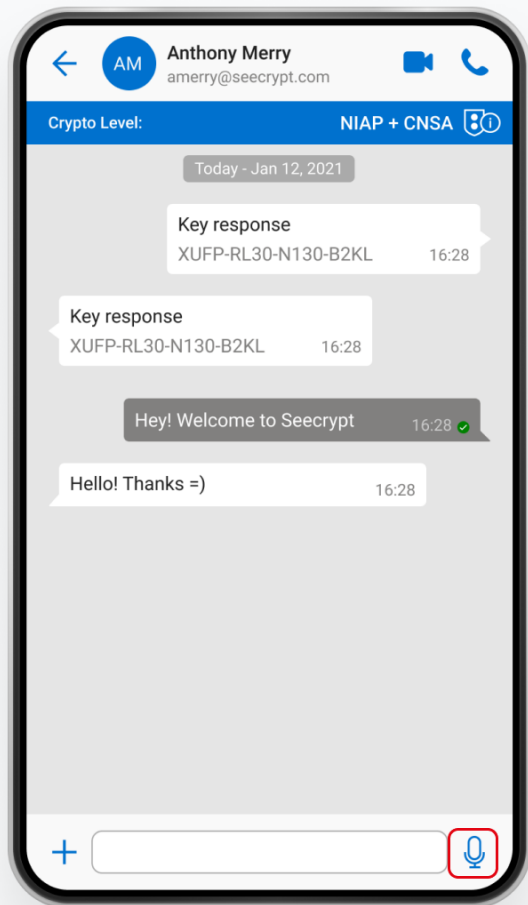 AM
Anthony Merry
amerry@seecrypt.com
Crypto Level:
NIAP + CNSA
Today - Jan 12, 2021
Key response
XUFP-RL30-N130-B2KL 16:28
Key response
XUFP-RL30-N130-B2KL 16:28
Hey! Welcome to Seecrypt 16:28
Hello! Thanks =) 16:28